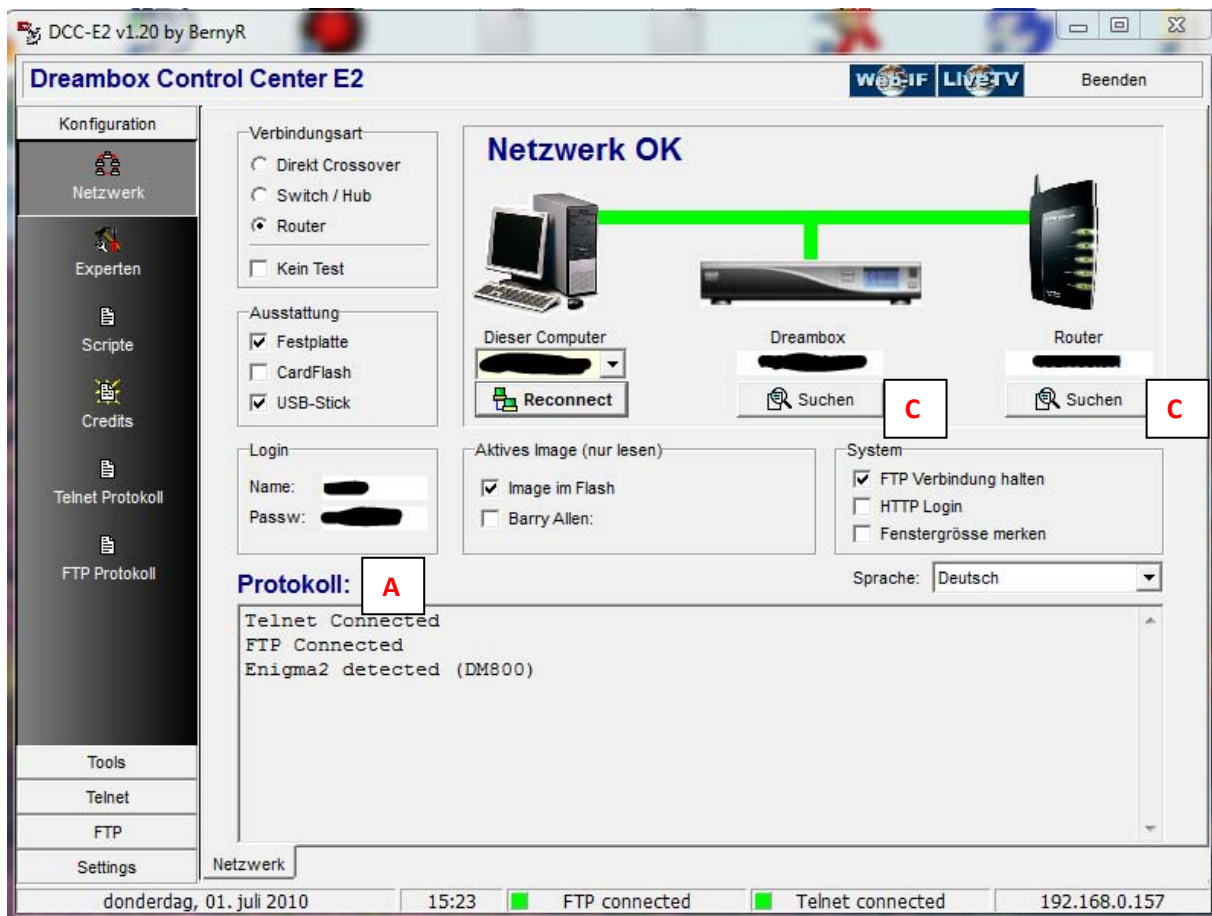 DCC-E2 v1.20 by BernyR
Dreambox Control Center E2
Web-IF
LiveTV
Beenden
Konfiguration
Netzwerk
Experten
Scripte
Credits
Telnet Protokoll
FTP Protokoll
Tools
Telnet
FTP
Settings
Verbindungsart
Direkt Crossover
Switch / Hub
Router
Kein Test
Ausstattung
Festplatte
CardFlash
USB-Stick
Netzwerk OK
Dieser Computer
Dreambox
Router
Reconnect
Suchen
C
Suchen
C
Login
Name:
Passw:
Aktives Image (nur lesen)
Image im Flash
Barry Allen:
System
FTP Verbindung halten
HTTP Login
Fenstergrösse merken
Protokoll:
A
Sprache: Deutsch
Telnet Connected
FTP Connected
Enigma2 detected (DM800)
Netzwerk
donderdag, 01. juli 2010
15:23
FTP connected
Telnet connected
192.168.0.157